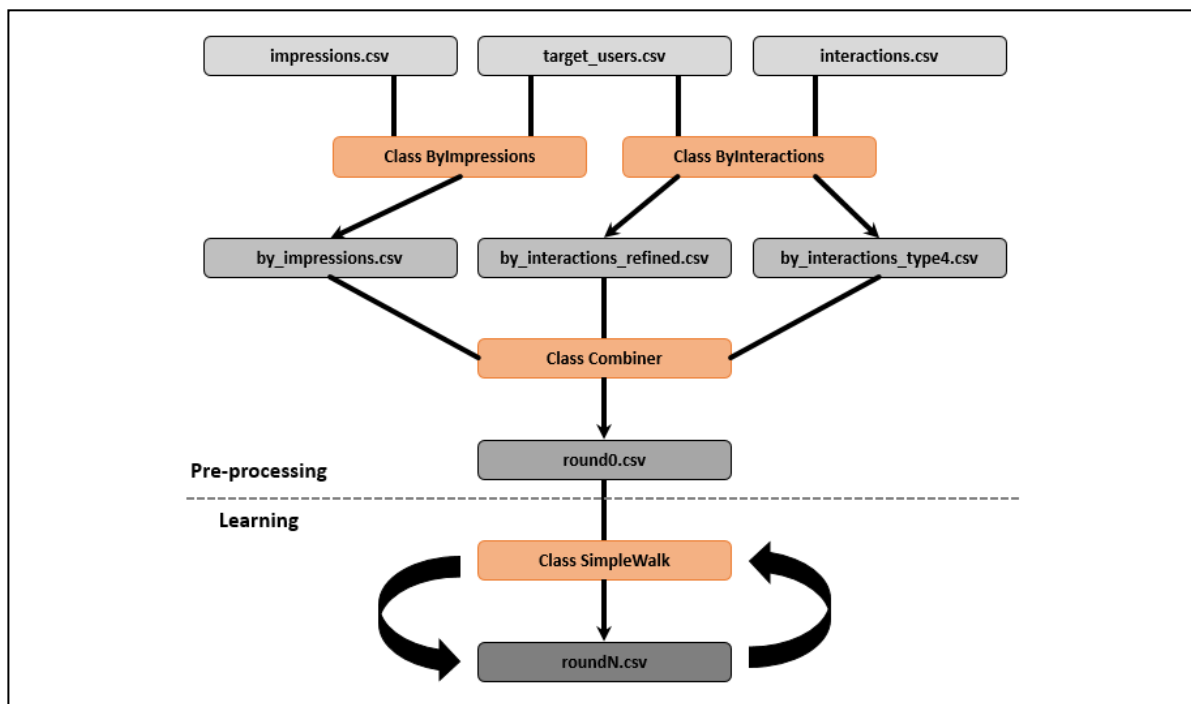 impressions.csv
target_users.csv
interactions.csv
Class ByImpressions
Class ByInteractions
by_impressions.csv
by_interactions_refined.csv
by_interactions_type4.csv
Class Combiner
round0.csv
Pre-processing
Learning
Class SimpleWalk
roundN.csv